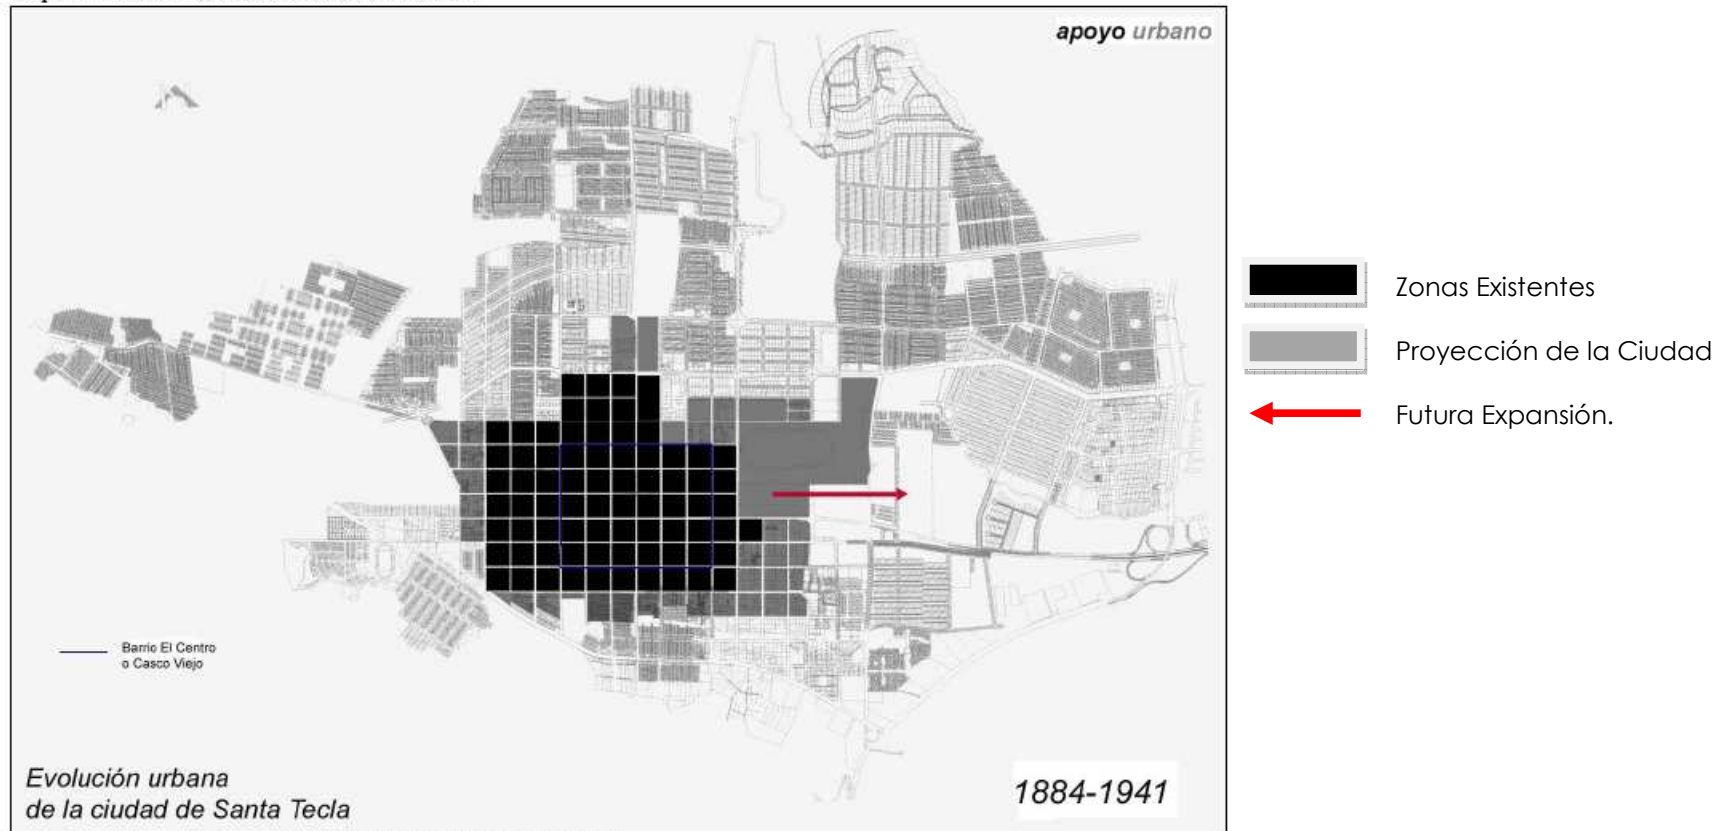 apoyo urbano
Zonas Existentes
Proyección de la Ciudad
Futura Expansión.
Barrio El Centro
o Casco Viejo
Evolución urbana
de la ciudad de Santa Tecla
1884-1941